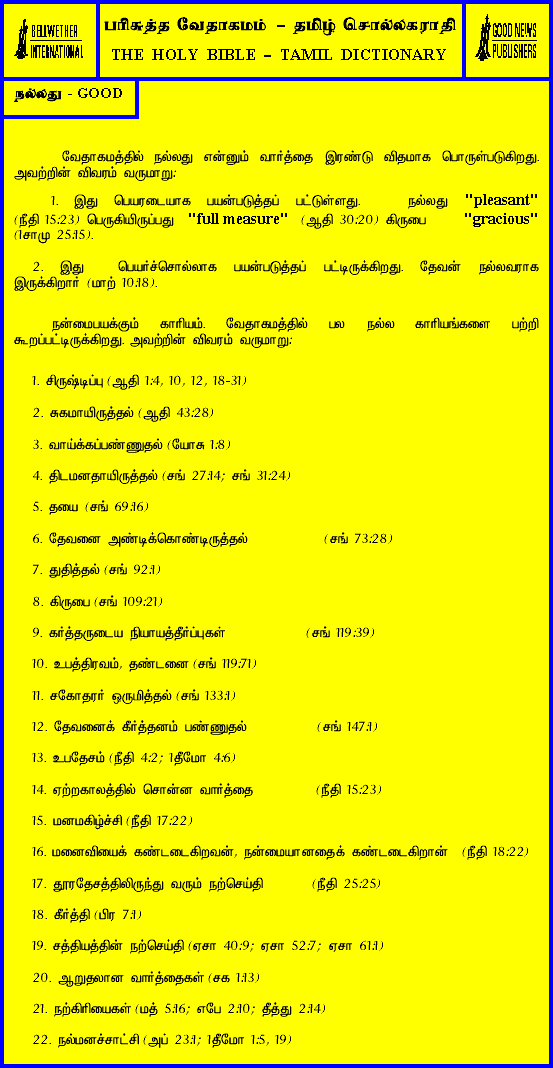 BELLWETHER
INTERNATIONAL
பரிசுத்த வேதாகமம் – தமிழ் சொல்லகராதி
THE HOLY BIBLE – TAMIL DICTIONARY
GOOD NEWS
PUBLISHERS
நல்லது - GOOD
வேதாகமத்தில் நல்லது என்னும் வார்த்தை இரண்டு விதமாக பொருள்படுகிறது.
அவற்றின் விவரம் வருமாறு:
1. இது பெயரடையாக பயன்படுத்தப் பட்டுள்ளது. நல்லது "pleasant"
(நீதி 15:23) பெருகியிருப்பது "full measure" (ஆதி 30:20) கிருபை "gracious"
(1சாமு 25:15).
2. இது பெயர்ச்சொல்லாக பயன்படுத்தப் பட்டிருக்கிறது. தேவன் நல்லவராக
இருக்கிறார் (மாற் 10:18).
நன்மைபயக்கும் காரியம். வேதாகமத்தில் பல நல்ல காரியங்களை பற்றி
கூறப்பட்டிருக்கிறது. அவற்றின் விவரம் வருமாறு:
1. சிருஷ்டிப்பு (ஆதி 1:4, 10, 12, 18-31)
2. சுகமாயிருத்தல் (ஆதி 43:28)
3. வாய்க்கப்பண்ணுதல் (யோசு 1:8)
4. திடமனதாயிருத்தல் (சங் 27:14; சங் 31:24)
5. தயை (சங் 69:16)
6. தேவனை அண்டிக்கொண்டிருத்தல் (சங் 73:28)
7. துதித்தல் (சங் 92:1)
8. கிருபை (சங் 109:21)
9. கர்த்தருடைய நியாயத்தீர்ப்புகள் (சங் 119:39)
10. உபத்திரவம், தண்டனை (சங் 119:71)
11. சகோதரர் ஒருமித்தல் (சங் 133:1)
12. தேவனைக் கீர்த்தனம் பண்ணுதல் (சங் 147:1)
13. உபதேசம் (நீதி 4:2; 1தீமோ 4:6)
14. ஏற்றகாலத்தில் சொன்ன வார்த்தை (நீதி 15:23)
15. மனமகிழ்ச்சி (நீதி 17:22)
16. மனைவியைக் கண்டடைகிறவன், நன்மையானதைக் கண்டடைகிறான் (நீதி 18:22)
17. தூரதேசத்திலிருந்து வரும் நற்செய்தி (நீதி 25:25)
18. கீர்த்தி (பிர 7:1)
19. சத்தியத்தின் நற்செய்தி (ஏசா 40:9; ஏசா 52:7; ஏசா 61:1)
20. ஆறுதலான வார்த்தைகள் (சக 1:13)
21. நற்கிரியைகள் (மத் 5:16; எபே 2:10; தீத்து 2:14)
22. நல்மனச்சாட்சி (அப் 23:1; 1தீமோ 1:5, 19)